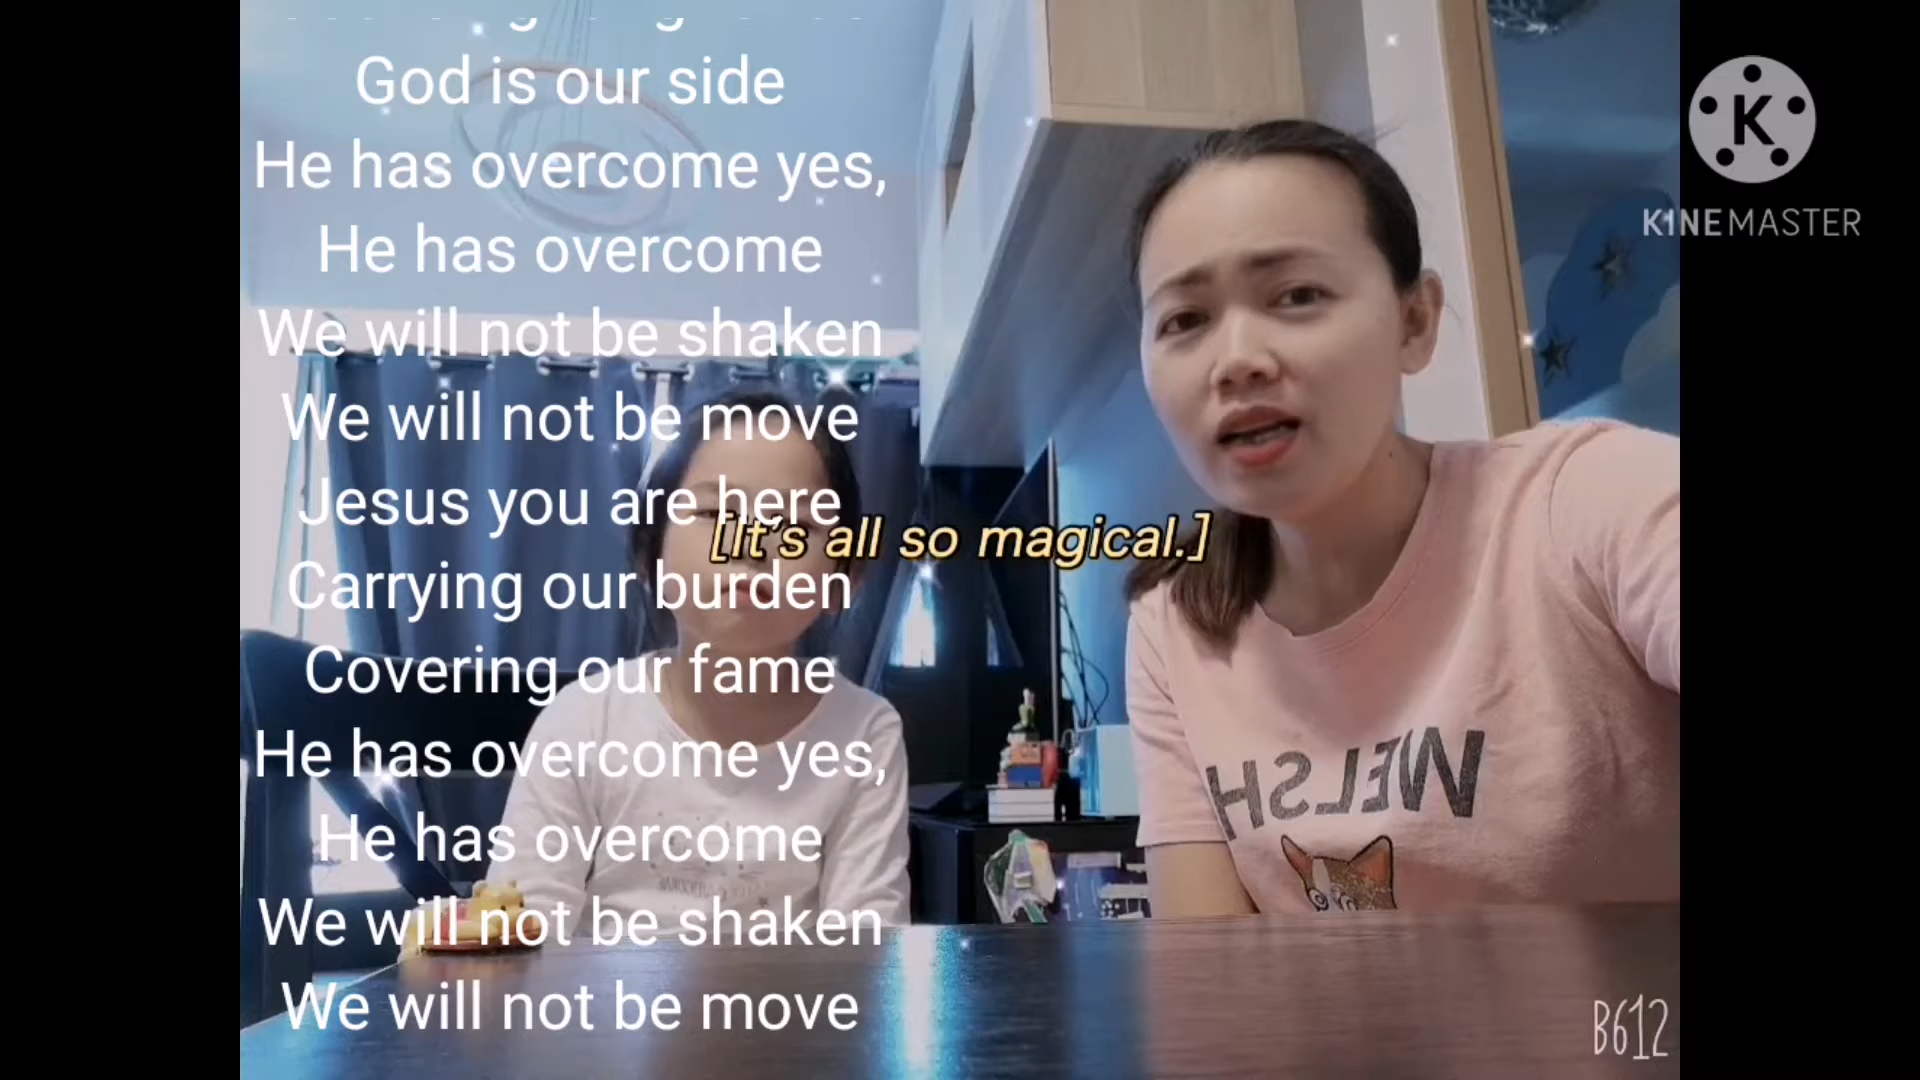 God is our side
He has overcome yes,
He has overcome
We will not be shaken
We will not be move
Jesus you are here
[It's all so magical.]
Carrying our burden
Covering our fame
He has overcome yes,
He has overcome
We will not be shaken
We will not be move
K
KINEMASTER
WELSH
B612